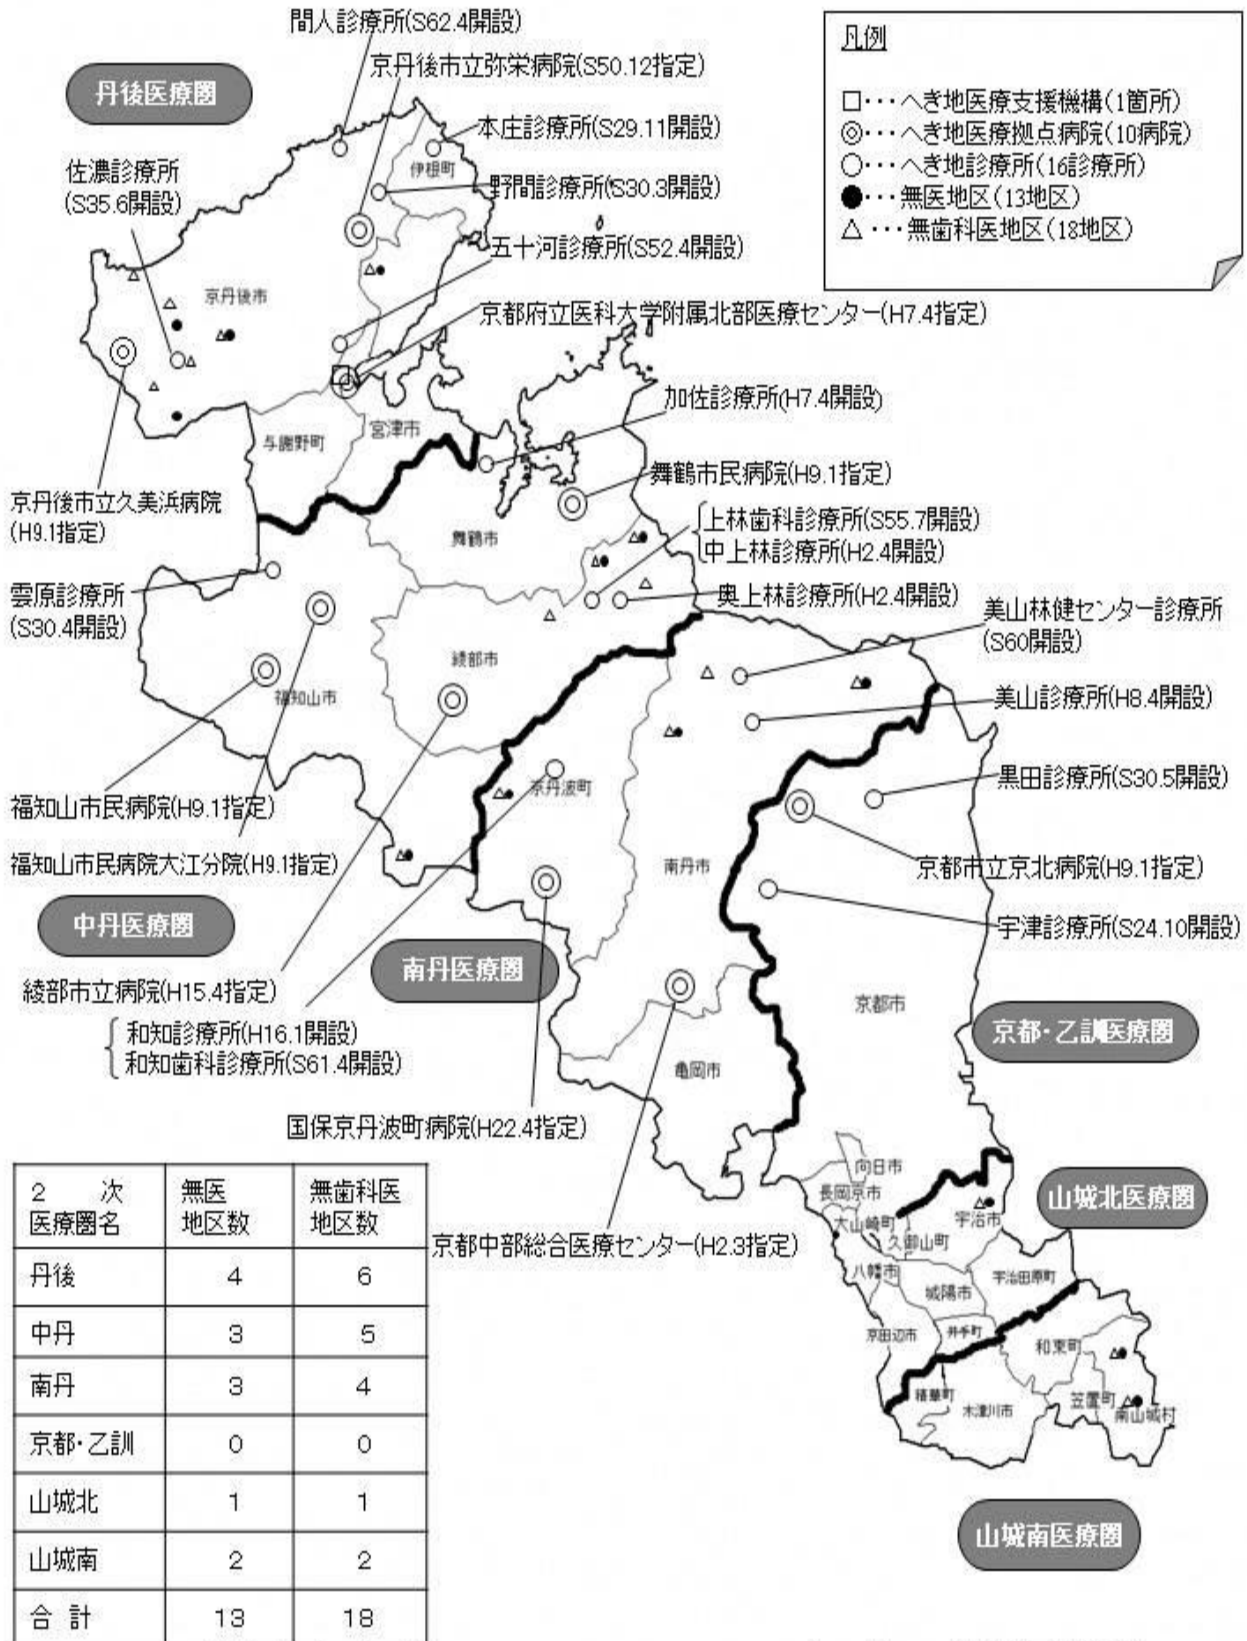 間人診療所(S62.4開設)
京丹後市立弥栄病院(S50.12指定)
丹後医療圏
本庄診療所(S29.11開設)
伊根町
佐濃診療所
(S35.6開設)
野間診療所(S30.3開設)
五十河診療所(S52.4開設)
京丹後市
京都府立医科大学附属北部医療センター(H7.4指定)
凡例
□・・・へき地医療支援機構(1箇所)
◎・・・へき地医療拠点病院(10病院)
○・・・へき地診療所(16診療所)
●・・・無医地区(13地区)
△・・・無歯科医地区(18地区)
加佐診療所(H7.4開設)
与謝野町
宮津市
舞鶴市民病院(H9.1指定)
京丹後市立久美浜病院
(H9.1指定)
上林歯科診療所(S55.7開設)
中上林診療所(H2.4開設)
舞鶴市
雲原診療所
(S30.4開設)
奥上林診療所(H2.4開設)
美山林健センター診療所
(S60開設)
綾部市
福知山市
美山診療所(H8.4開設)
黒田診療所(S30.5開設)
京丹波町
福知山市民病院(H9.1指定)
福知山市民病院大江分院(H9.1指定)
南丹市
京都市立京北病院(H9.1指定)
宇津診療所(S24.10開設)
中丹医療圏
南丹医療圏
綾部市立病院(H15.4指定)
京都市
京都・乙訓医療圏
和知診療所(H16.1開設)
和知歯科診療所(S61.4開設)
亀岡市
国保京丹波町病院(H22.4指定)
向日市
長岡京市
大山崎町
宇治市
久御山町
山城北医療圏
京都中部総合医療センター(H2.3指定)
八幡市
城陽市
宇治田原町
京田辺市
井手町
和束町
精華町
木津川市
笠置町
南山城村
山城南医療圏
2 次
医療圏名
無医
地区数
無歯科医
地区数
丹後 4 6
中丹 3 5
南丹 3 4
京都・乙訓 0 0
山城北 1 1
山城南 2 2
合 計 13 18